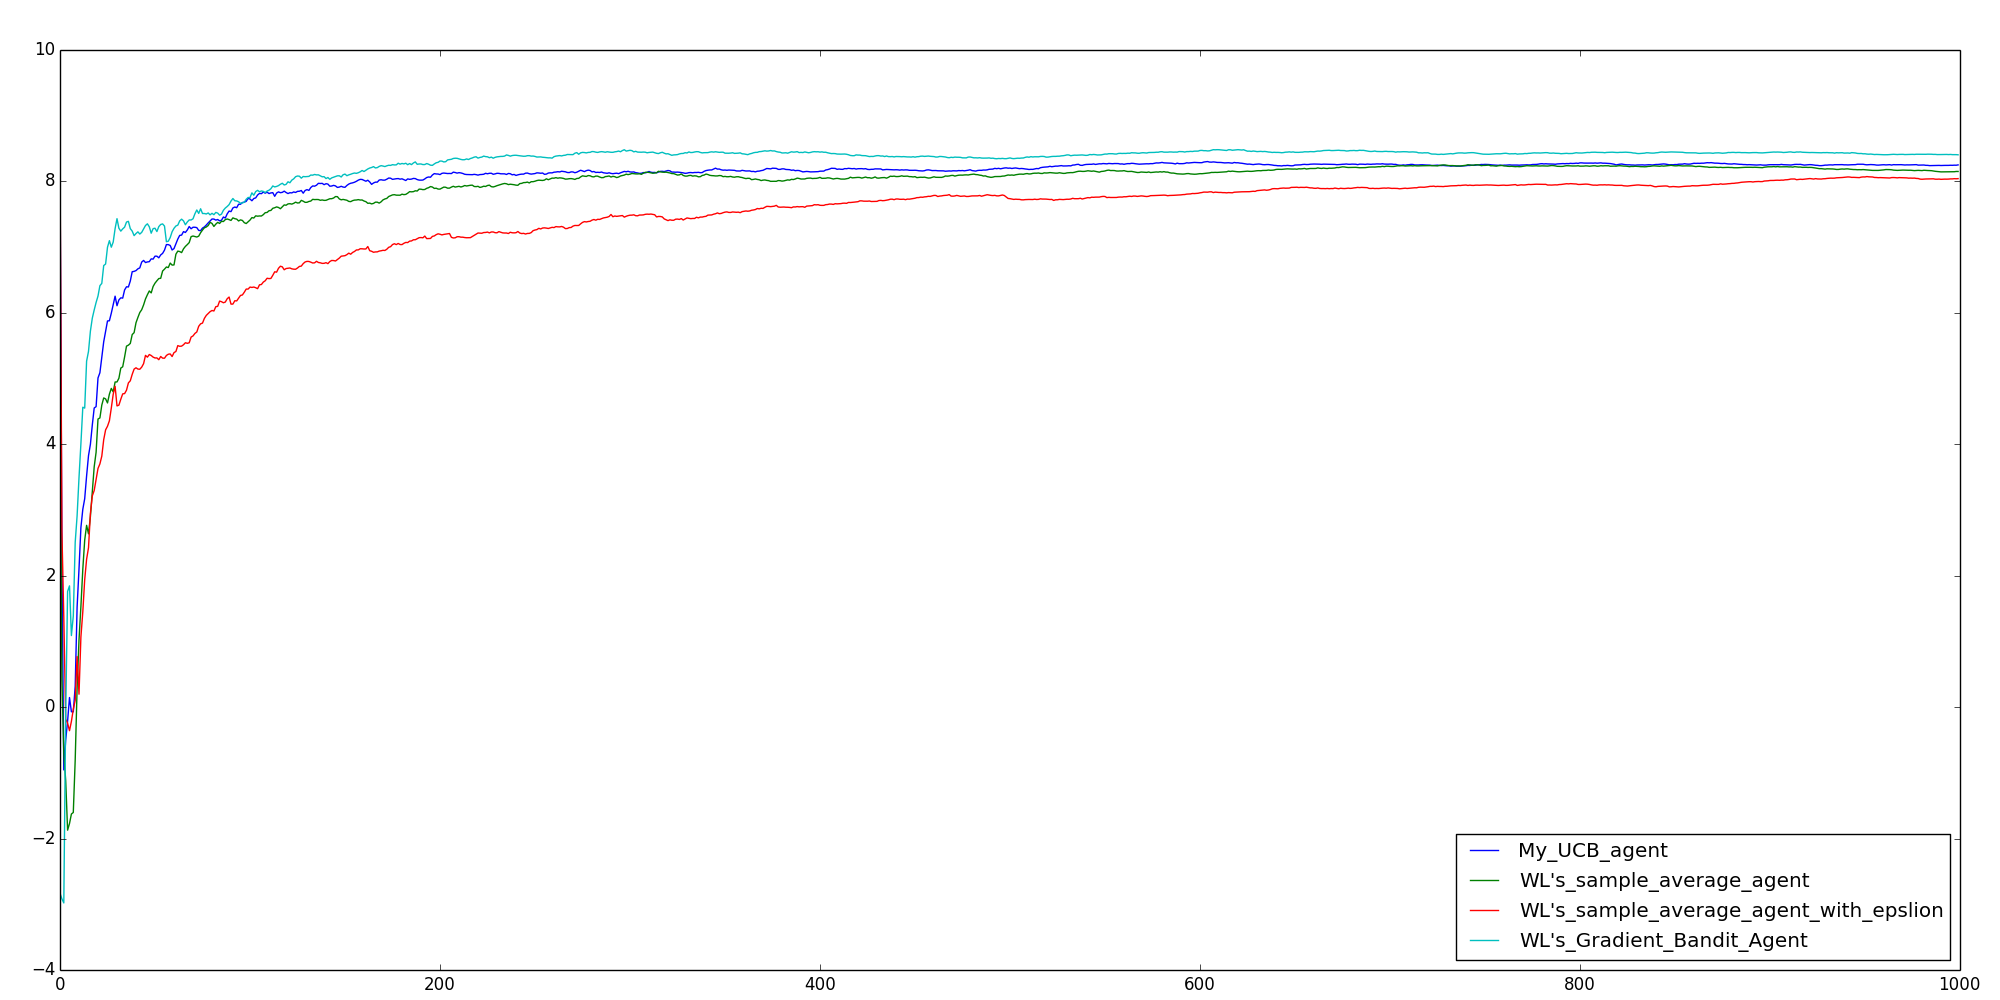 10
8
6
4
2
0
−2
−4
0 200 400 600 800 1000
My_UCB_agent
WL's_sample_average_agent
WL's_sample_average_agent_with_epslion
WL's_Gradient_Bandit_Agent